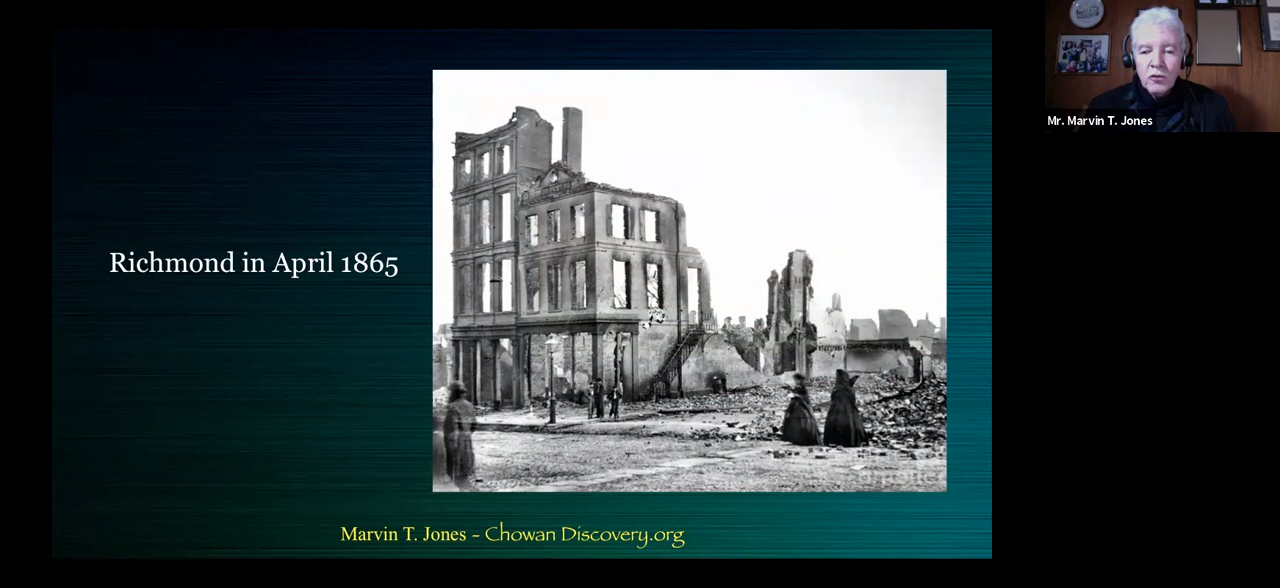 Richmond in April 1865
Marvin T. Jones - Chowan Discovery.org
Mr. Marvin T. Jones